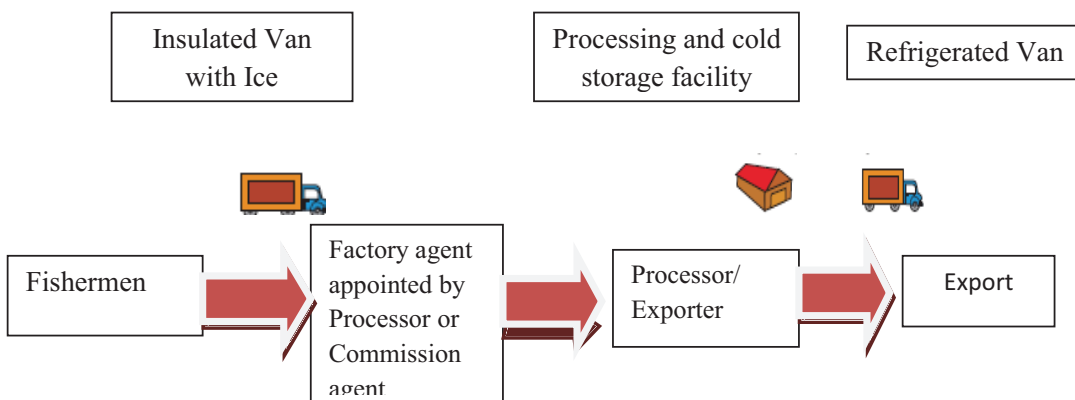 Insulated Van
with Ice
Processing and cold
storage facility
Refrigerated Van
Fishermen
Factory agent
appointed by
Processor or
Commission
agent
Processor/
Exporter
Export